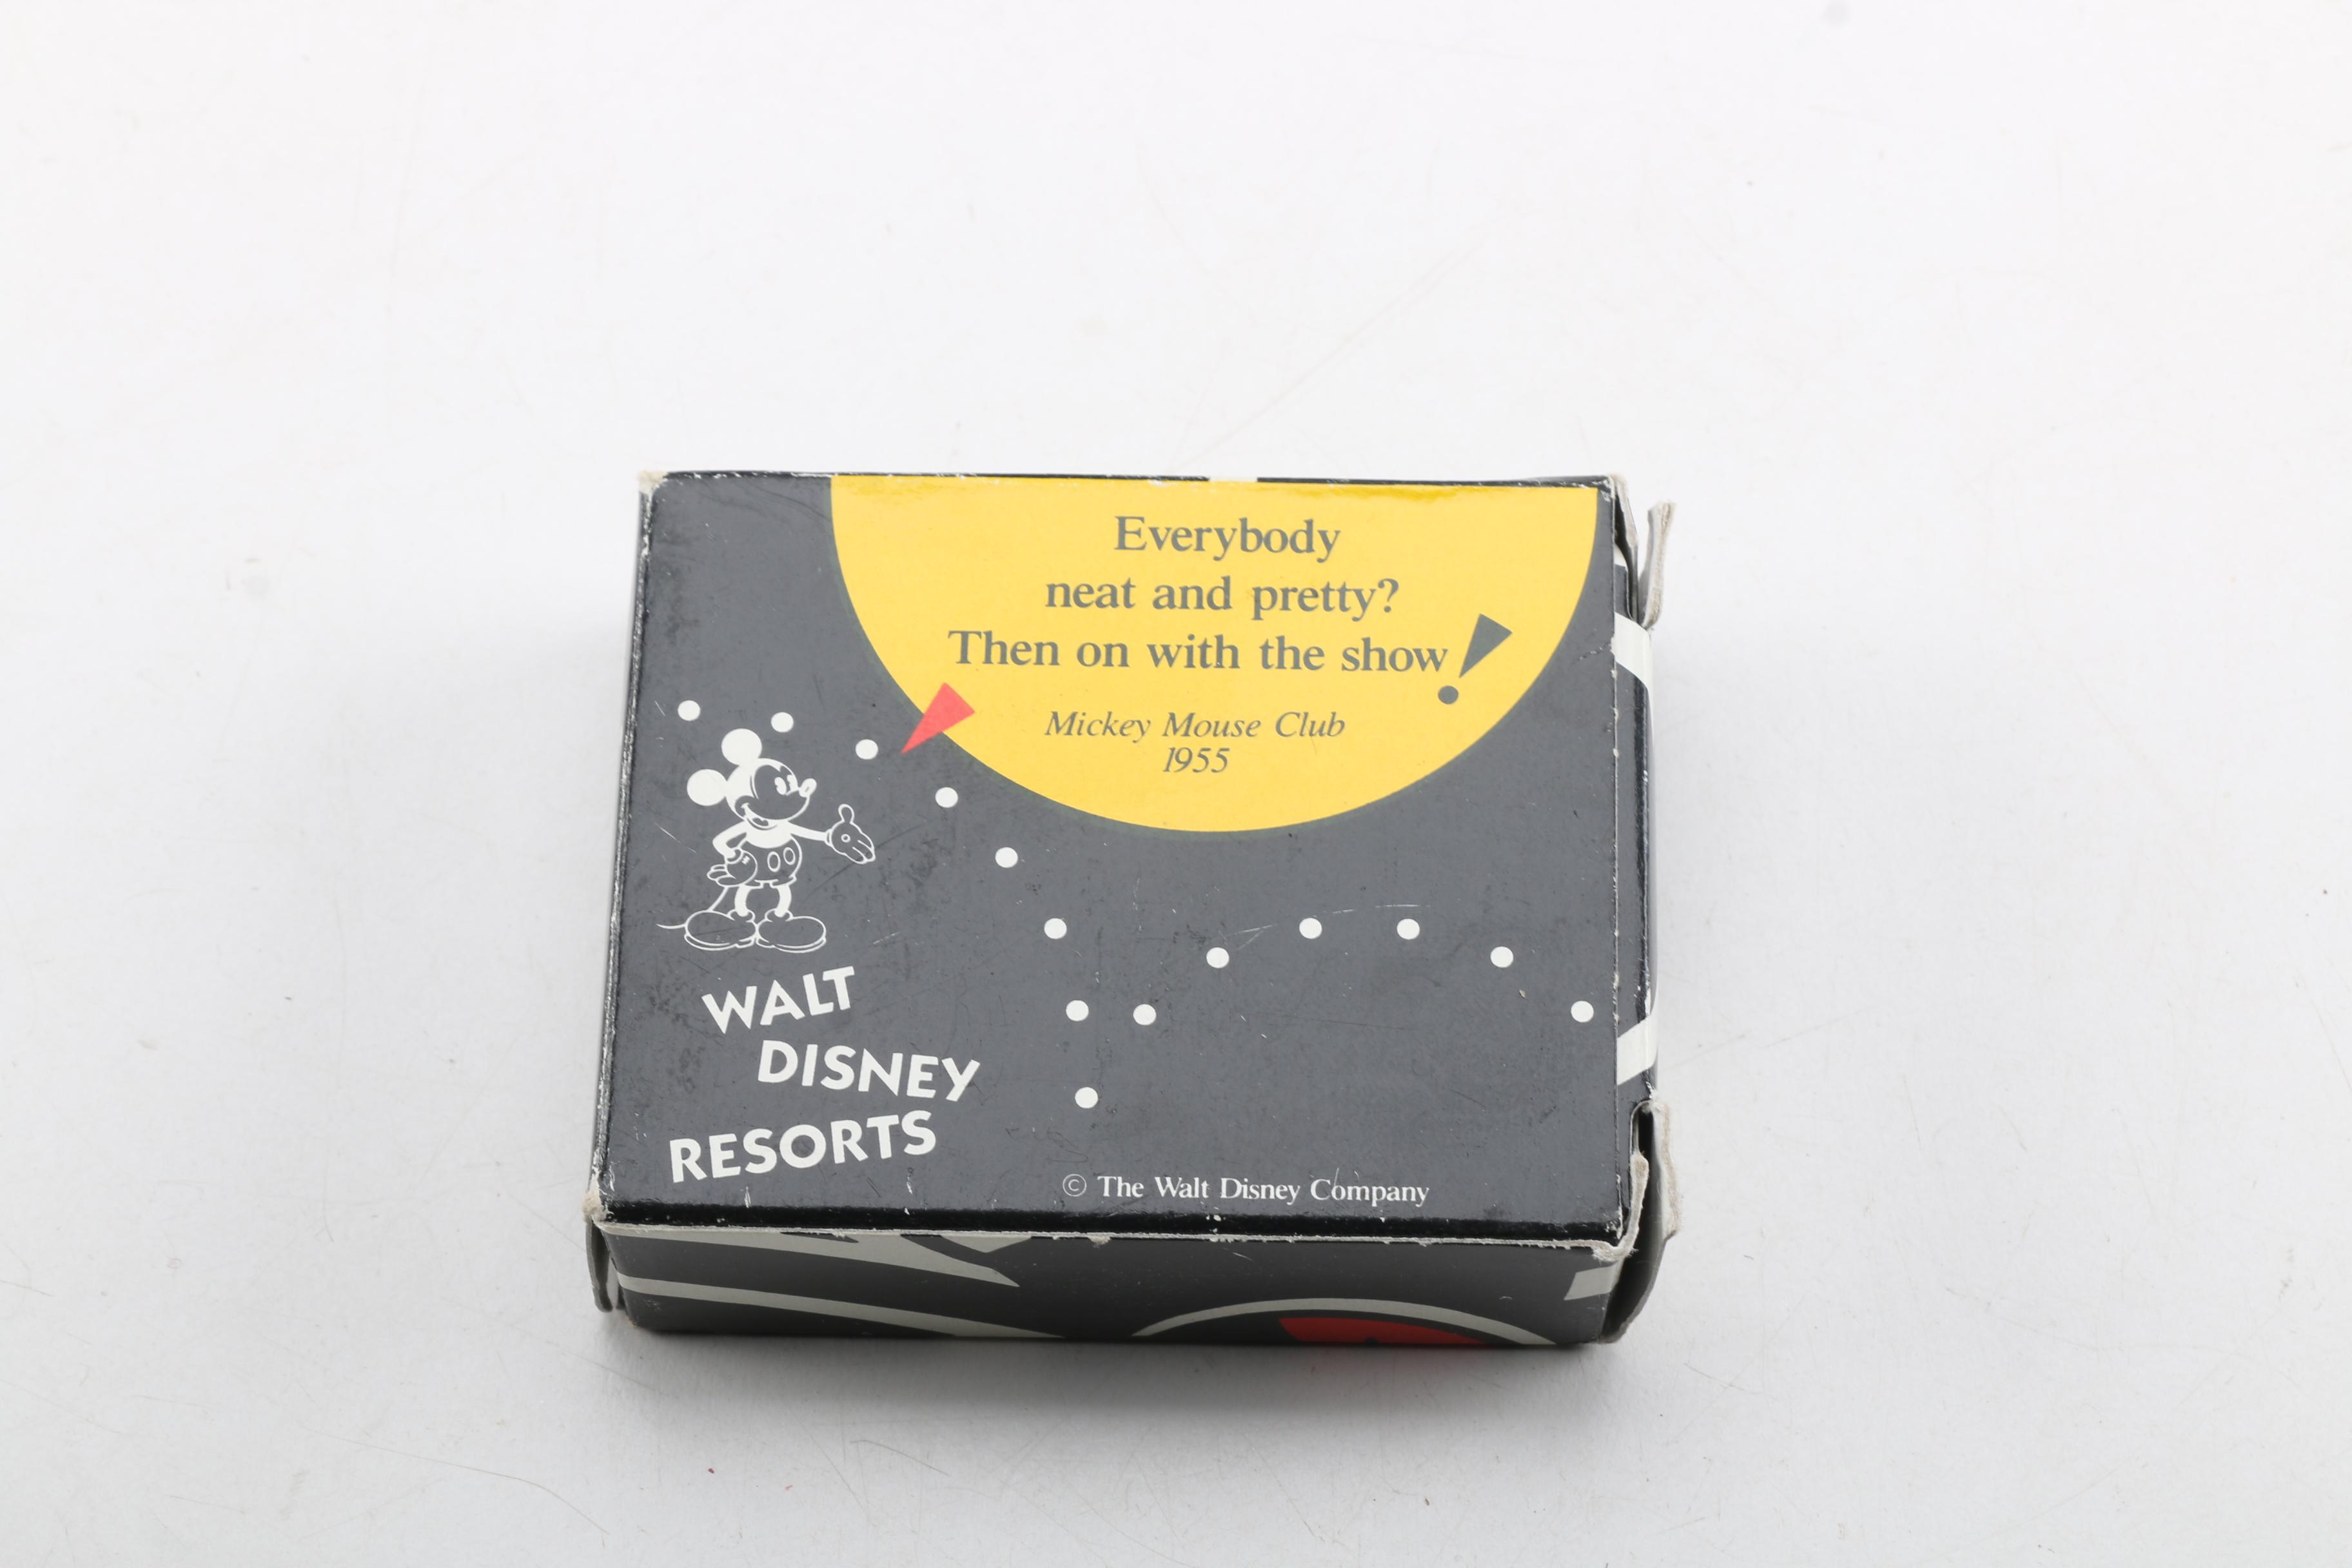 Everybody
neat and pretty?
Then on with the show!
Mickey Mouse Club
1955
WALT
DISNEY
RESORTS
© The Walt Disney Company